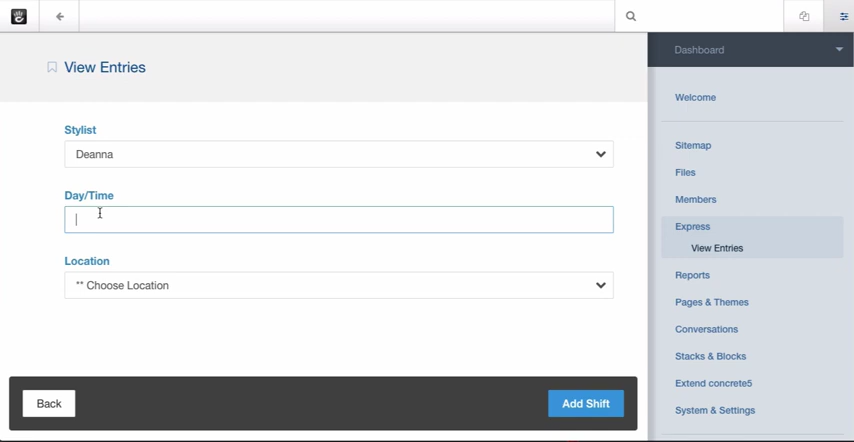 View Entries
Stylist
Deanna
Day/Time
Location
** Choose Location
Back
Add Shift
Dashboard
Welcome
Sitemap
Files
Members
Express
View Entries
Reports
Pages & Themes
Conversations
Stacks & Blocks
Extend concrete5
System & Settings